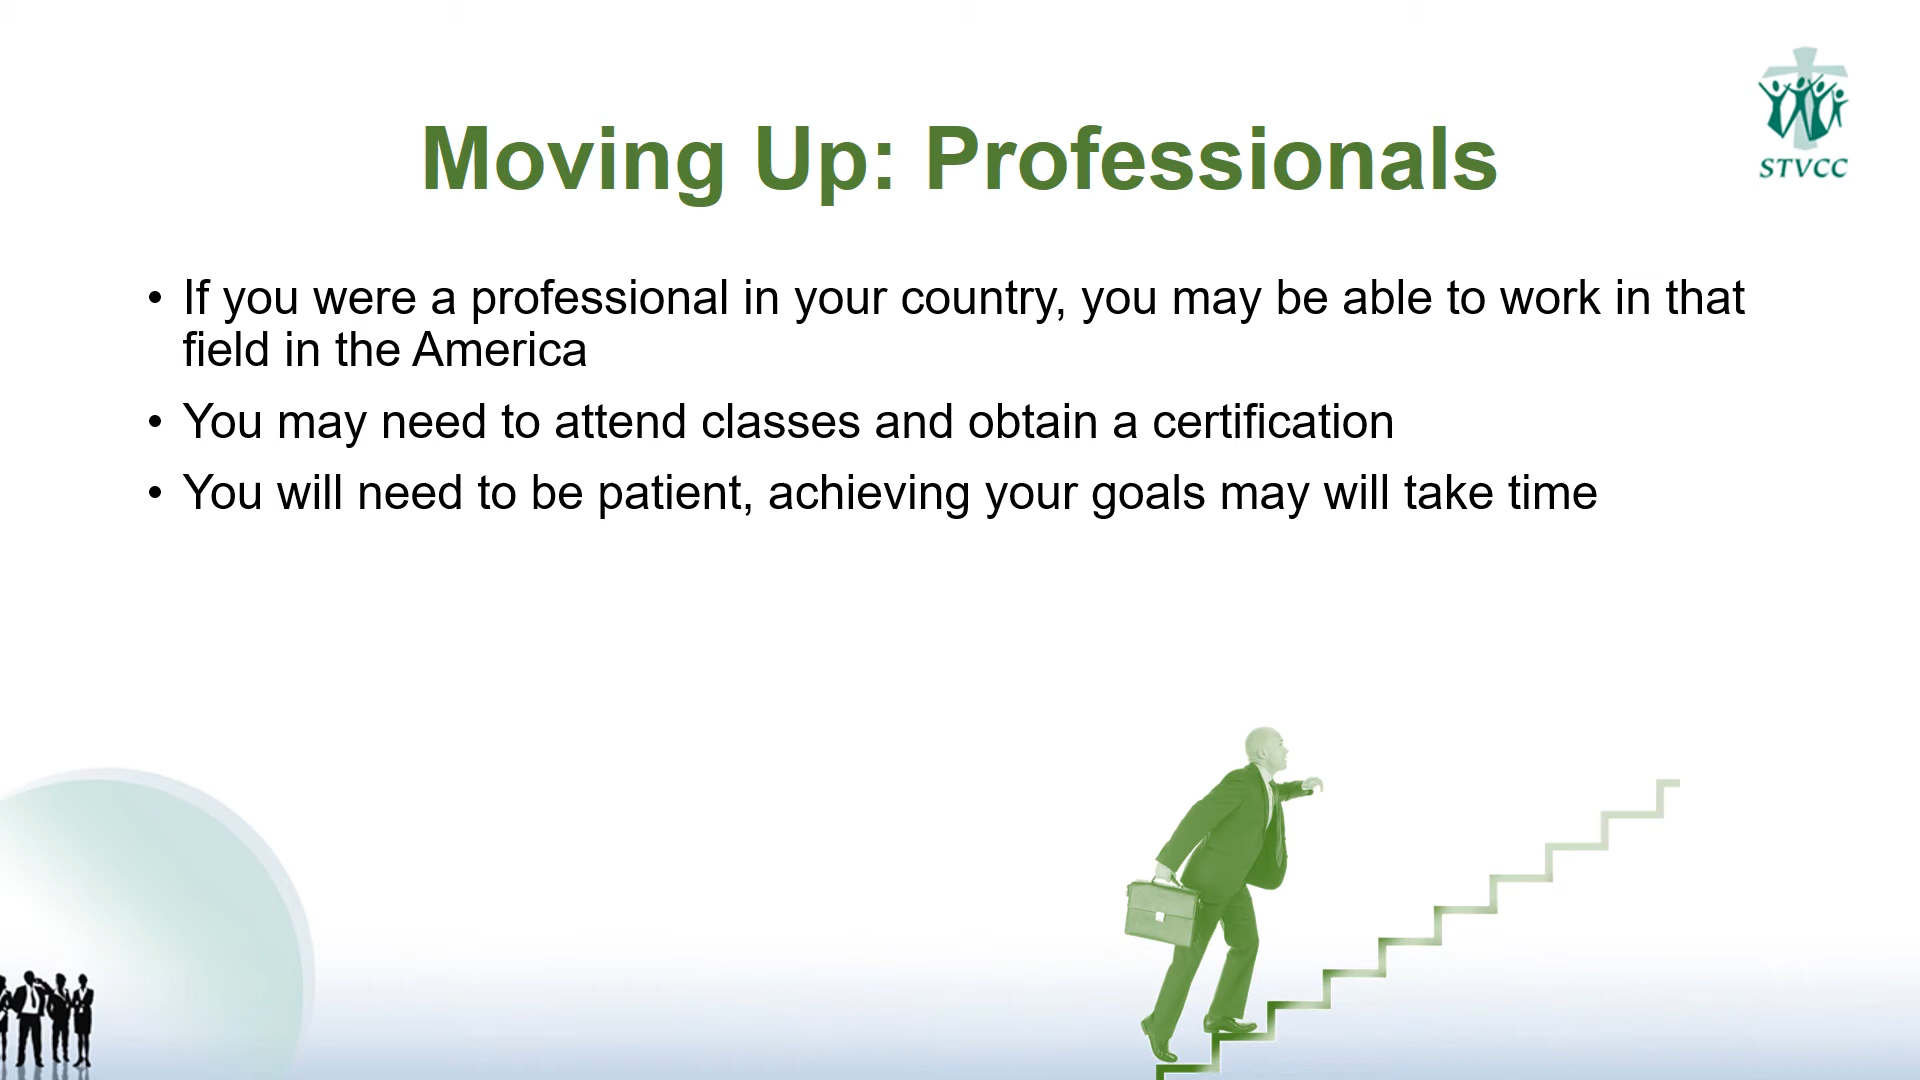 STVCC
Moving Up: Professionals
• If you were a professional in your country, you may be able to work in that
field in the America
• You may need to attend classes and obtain a certification
• You will need to be patient, achieving your goals may will take time